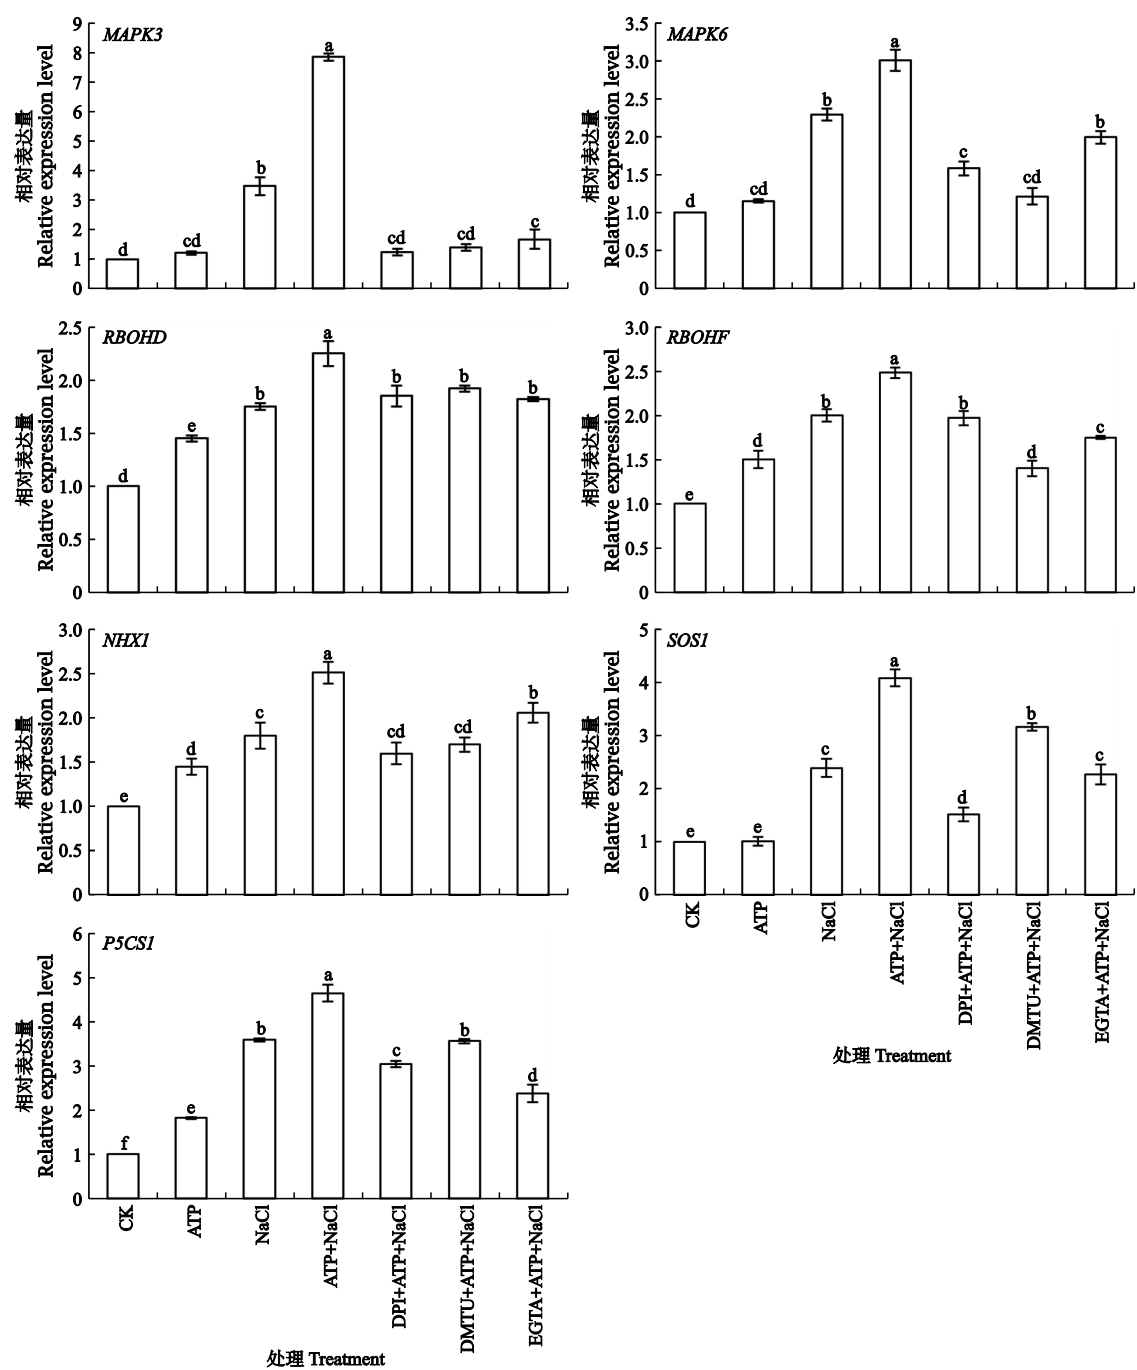 MAPK3
相对表达量
Relative expression level
9
8
7
6
5
4
3
2
1
0
d
cd
b
a
cd
cd
c
MAPK6
相对表达量
Relative expression level
3.5
3.0
2.5
2.0
1.5
1.0
0.5
0
d
cd
b
a
c
cd
b
RBOHD
相对表达量
Relative expression level
2.5
2.0
1.5
1.0
0.5
0
d
e
b
a
b
b
b
RBOHF
相对表达量
Relative expression level
3.0
2.5
2.0
1.5
1.0
0.5
0
e
d
b
a
b
d
c
NHX1
相对表达量
Relative expression level
3.0
2.5
2.0
1.5
1.0
0.5
0
e
d
c
a
cd
cd
b
SOS1
相对表达量
Relative expression level
5
4
3
2
1
0
e
e
c
a
d
b
c
CK
ATP
NaCl
ATP+NaCl
DPI+ATP+NaCl
DMTU+ATP+NaCl
EGTA+ATP+NaCl
处理 Treatment
P5CS1
相对表达量
Relative expression level
6
5
4
3
2
1
0
f
e
b
a
c
b
d
CK
ATP
NaCl
ATP+NaCl
DPI+ATP+NaCl
DMTU+ATP+NaCl
EGTA+ATP+NaCl
处理 Treatment